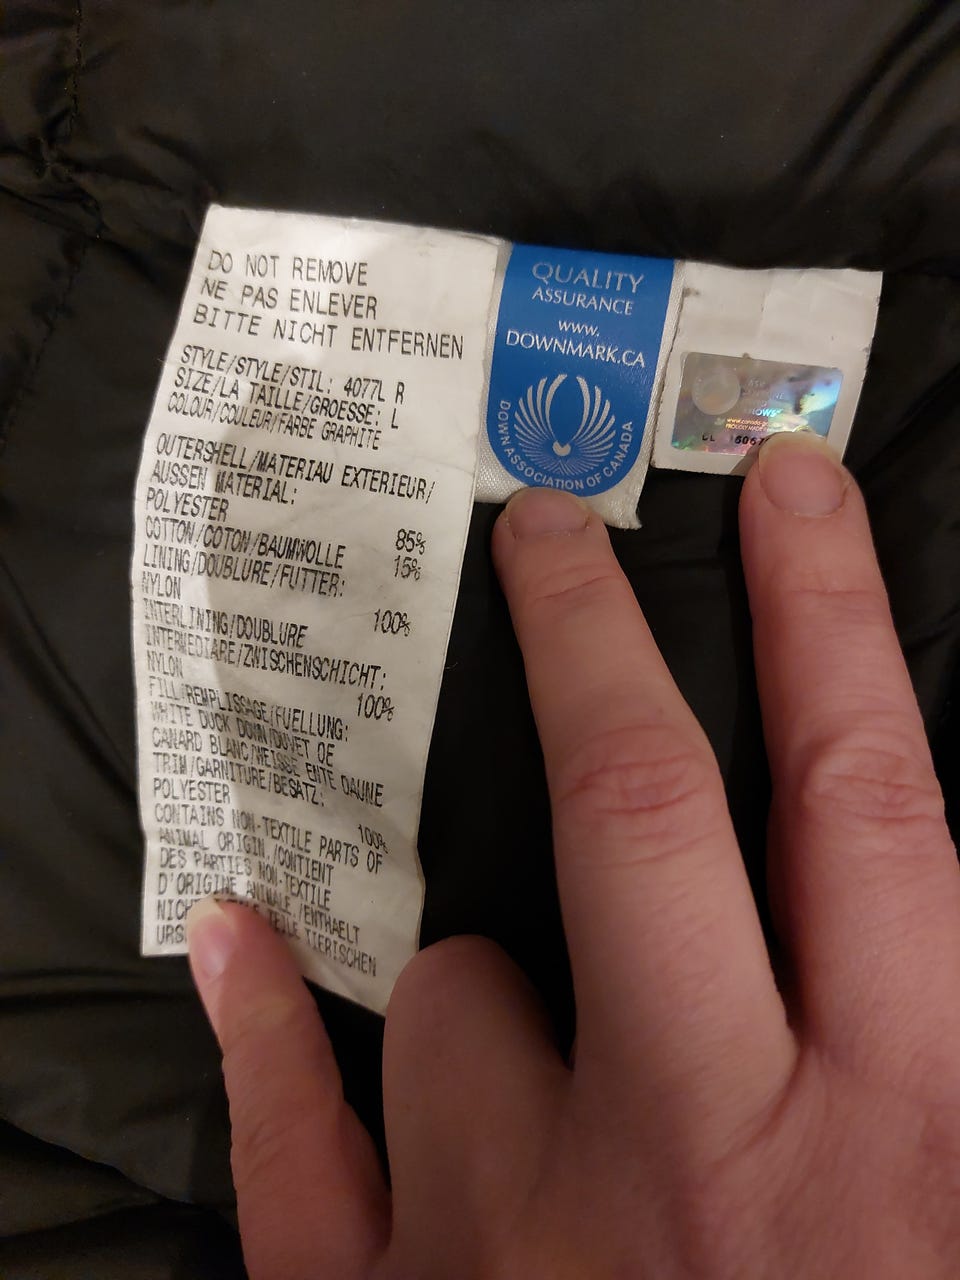 DO NOT REMOVE
NE PAS ENLEVER
BITTE NICHT ENTFERNEN
STYLE/STYLE/STIL: 4077L R
SIZE/LA TAILLE/GROESSE: L
COLOUR/COULEUR/FARBE GRAPHITE
OUTERSHELL/MATERIAU EXTERIEUR/
AUSSEN MATERIAL:
POLYESTER 85%
COTTON/COTON/BAUMWOLLE 15%
LINING/DOUBLURE/FUTTER:
NYLON 100%
INTERLINING/DOUBLURE
INTERMEDIARE/ZWISCHENSCHICHT:
NYLON 100%
FILL/REMPLISSAGE/FUELLUNG:
WHITE DUCK DOWN/DUVET DE
CANARD BLANC/WEISSE ENTE DAUNE
TRIM/GARNITURE/BESATZ:
POLYESTER 100%
CONTAINS NON-TEXTILE PARTS OF
ANIMAL ORIGIN./CONTIENT
DES PARTIES NON-TEXTILE
D'ORIGINE ANIMALE./ENTHAELT
TEILE TIERISCHEN
QUALITY
ASSURANCE
www.
DOWNMARK.CA
DOWN ASSOCIATION OF CANADA
ASK
KNOWS